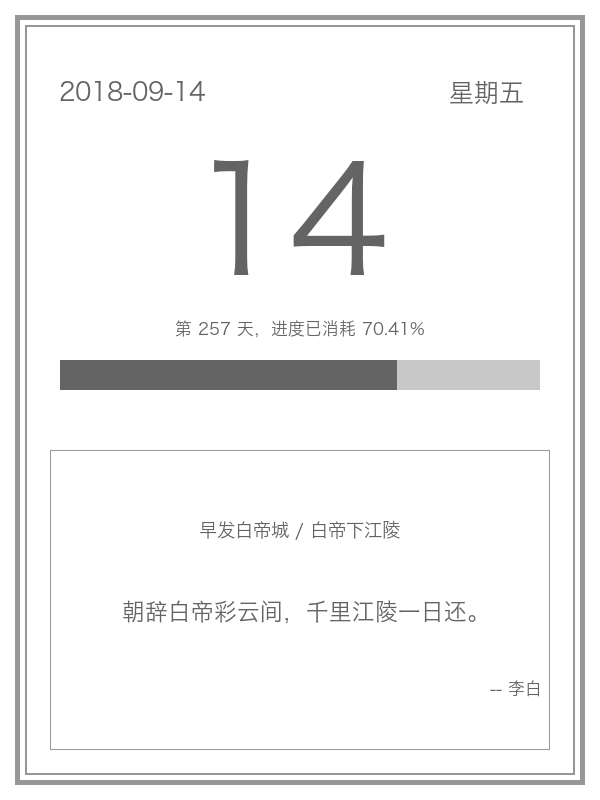 2018-09-14 星期五
14
第 257 天，进度已消耗 70.41%
早发白帝城 / 白帝下江陵
朝辞白帝彩云间，千里江陵一日还。
-- 李白